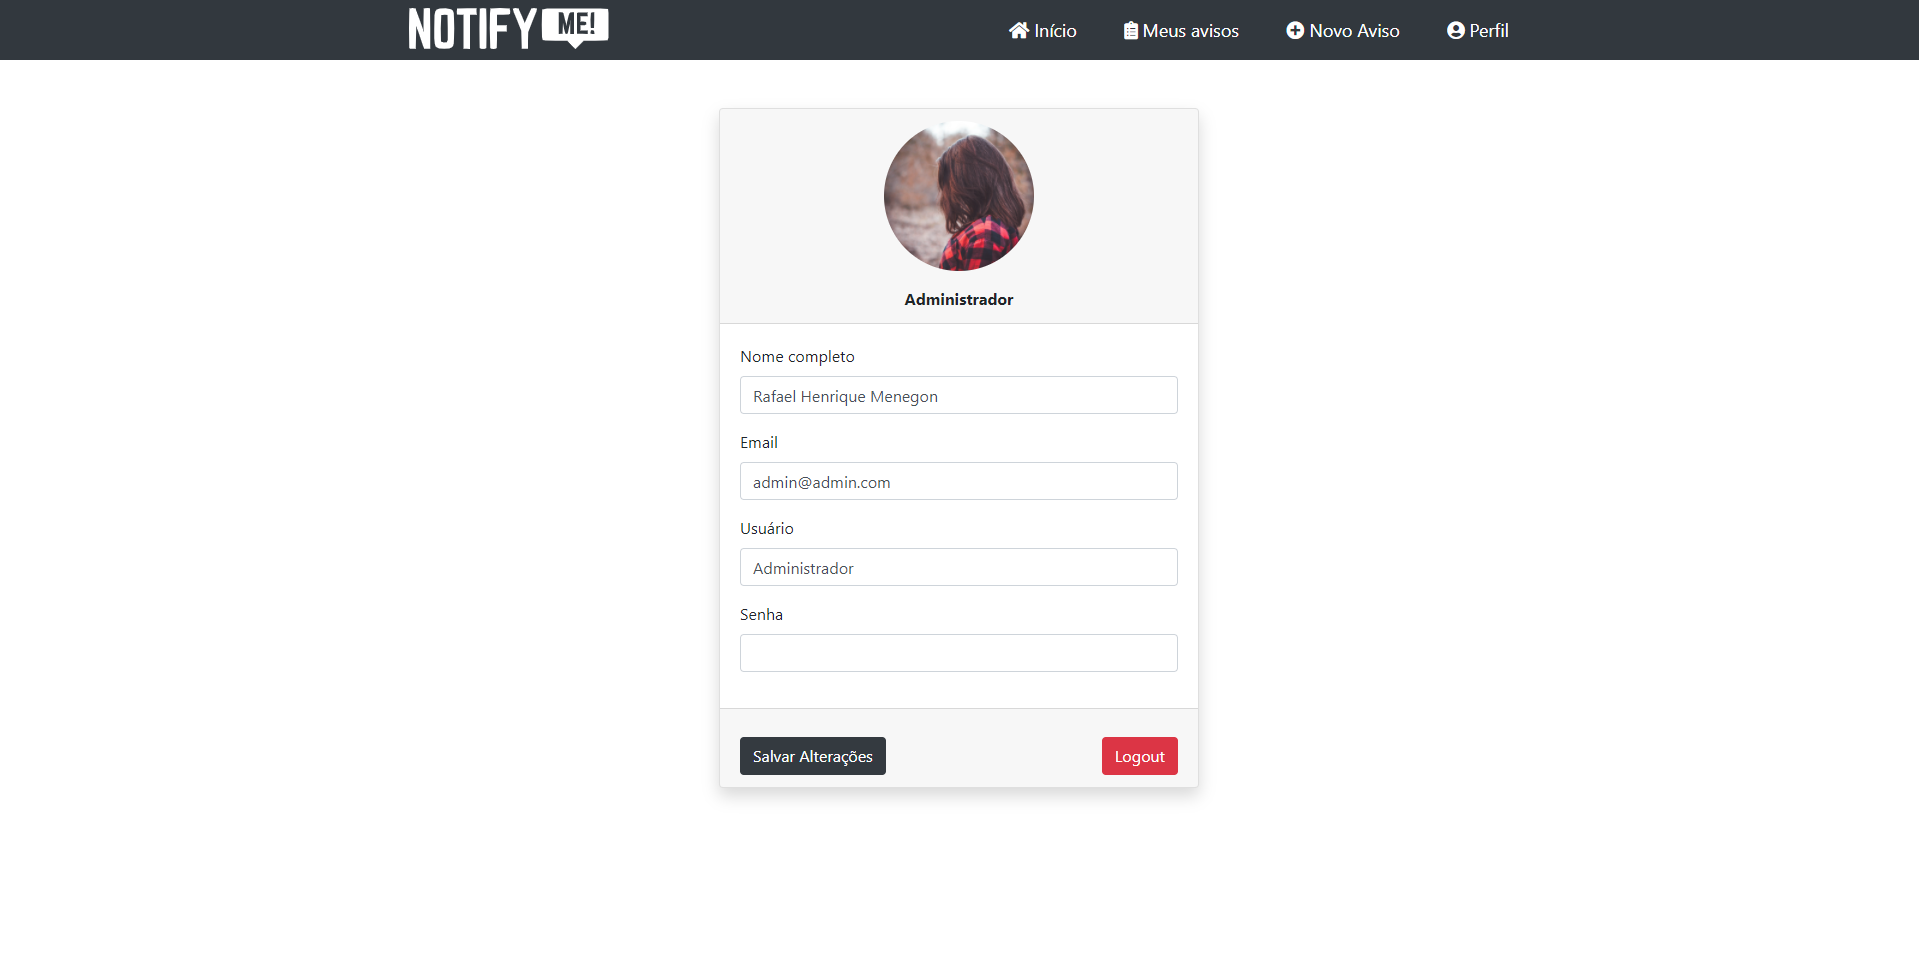 NOTIFY ME!
Início
Meus avisos
Novo Aviso
Perfil
Administrador
Nome completo
Rafael Henrique Menegon
Email
admin@admin.com
Usuário
Administrador
Senha
Salvar Alterações
Logout